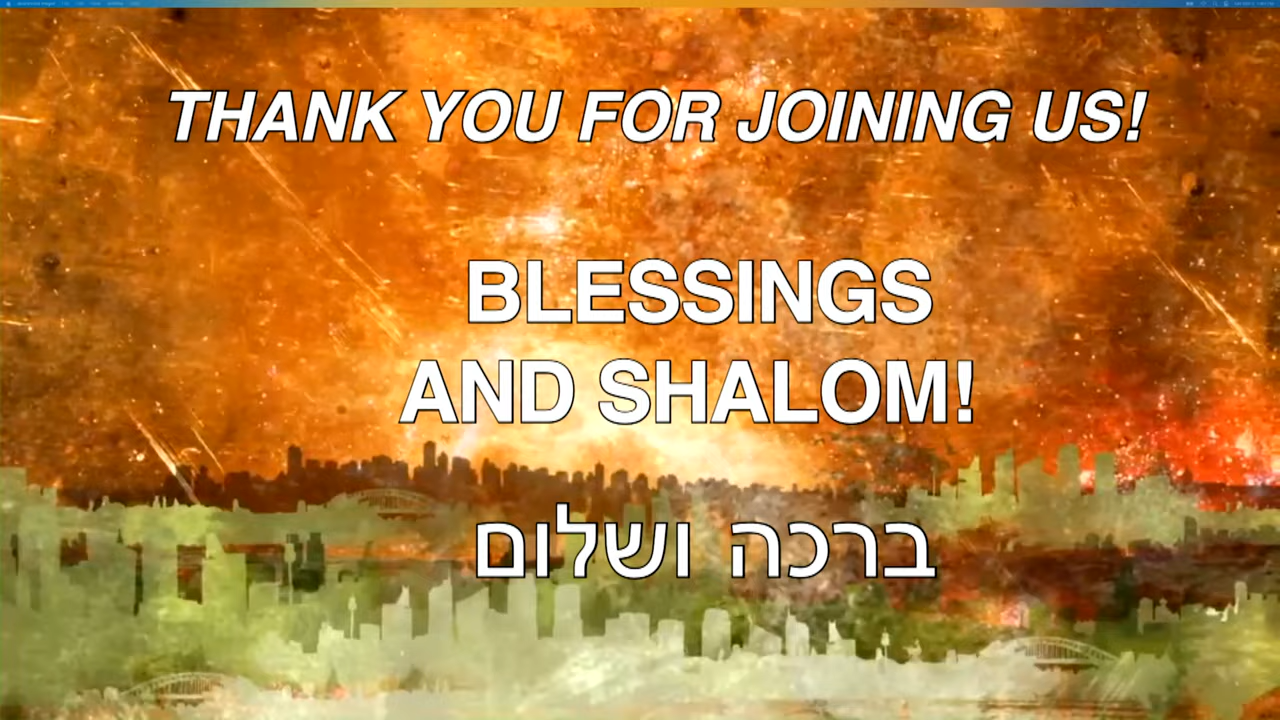 THANK YOU FOR JOINING US!
BLESSINGS
AND SHALOM!
ברכה ושלום